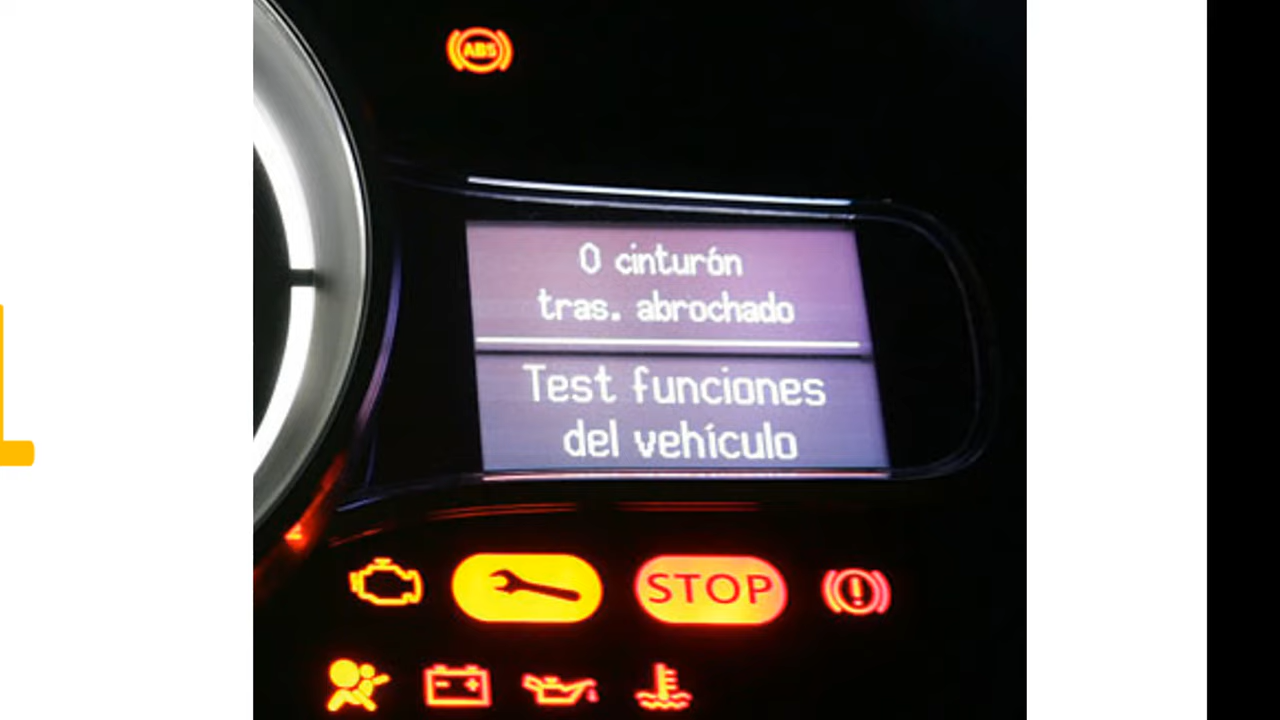 ABS
0 cinturón
tras. abrochado
Test funciones
del vehículo
STOP